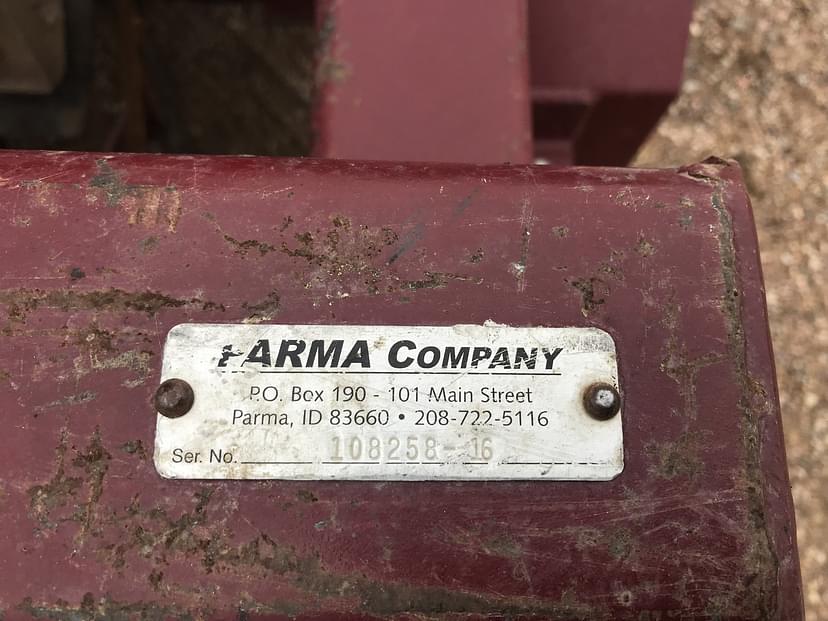 PARMA COMPANY
P.O. Box 190 - 101 Main Street
Parma, ID 83660 • 208-722-5116
Ser. No. 108258-16